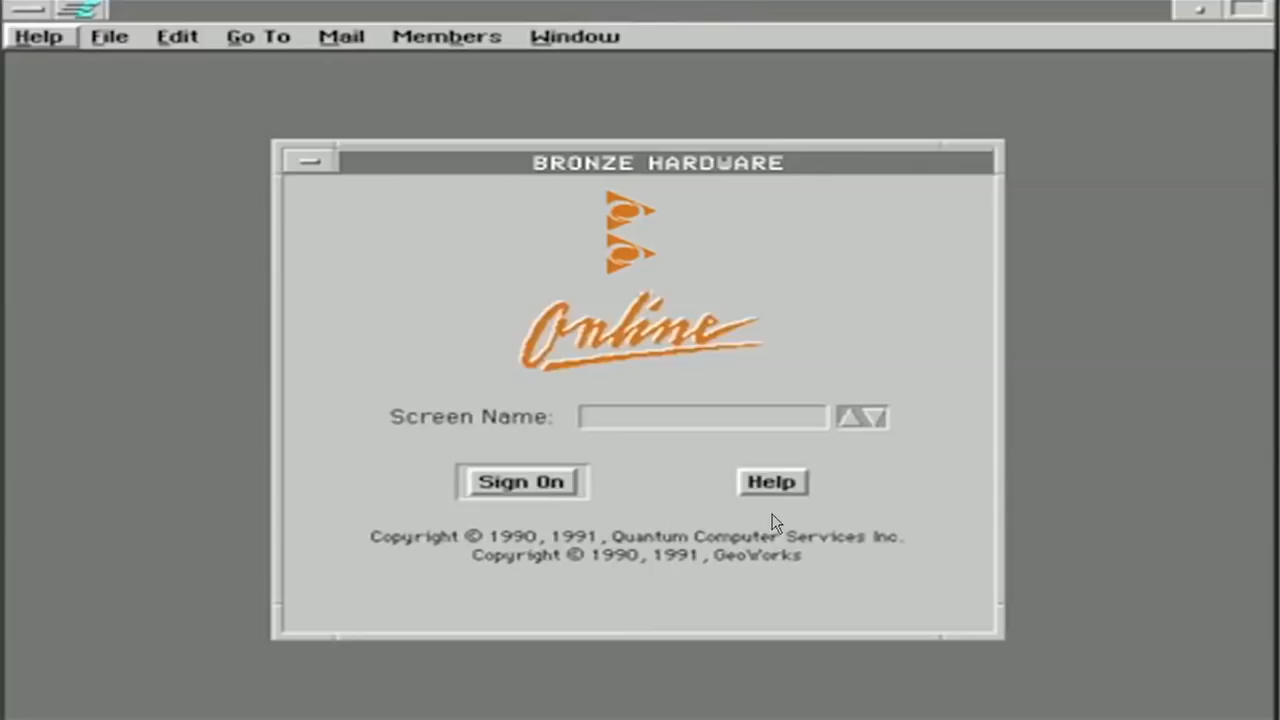 Help File Edit Go To Mail Members Window
BRONZE HARDWARE
Online
Screen Name:
Sign On Help
Copyright © 1990, 1991, Quantum Computer Services Inc.
Copyright © 1990, 1991, GeoWorks